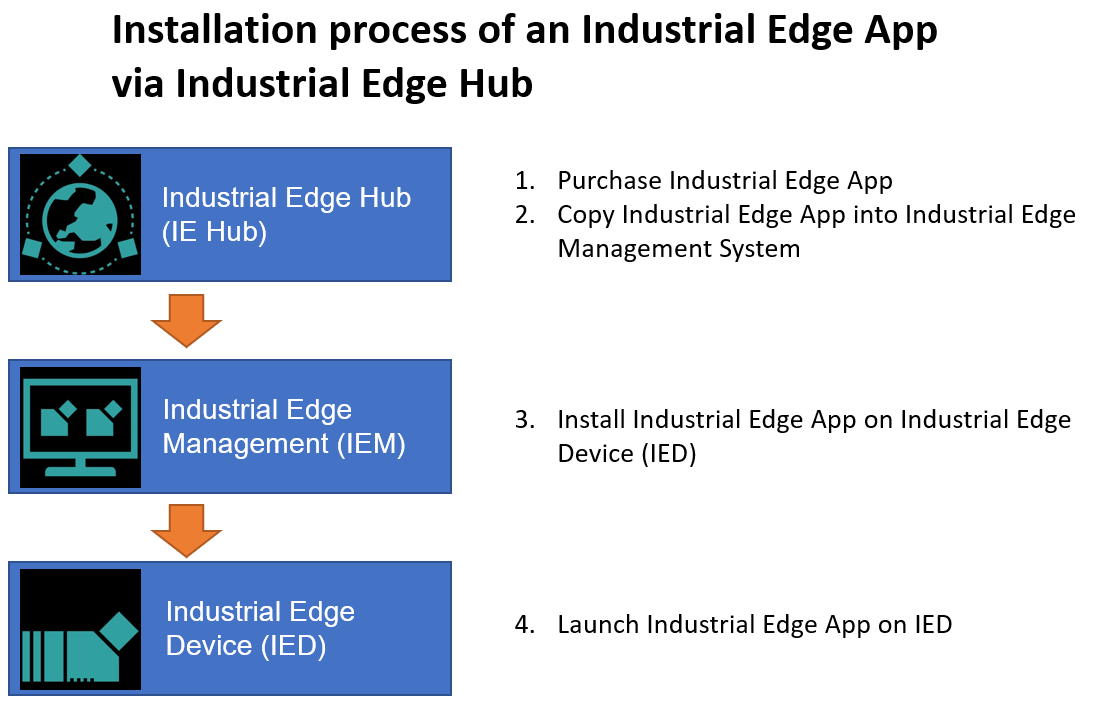 Installation process of an Industrial Edge App
via Industrial Edge Hub
Industrial Edge Hub
(IE Hub)
1. Purchase Industrial Edge App
2. Copy Industrial Edge App into Industrial Edge
Management System
Industrial Edge
Management (IEM)
3. Install Industrial Edge App on Industrial Edge
Device (IED)
Industrial Edge
Device (IED)
4. Launch Industrial Edge App on IED